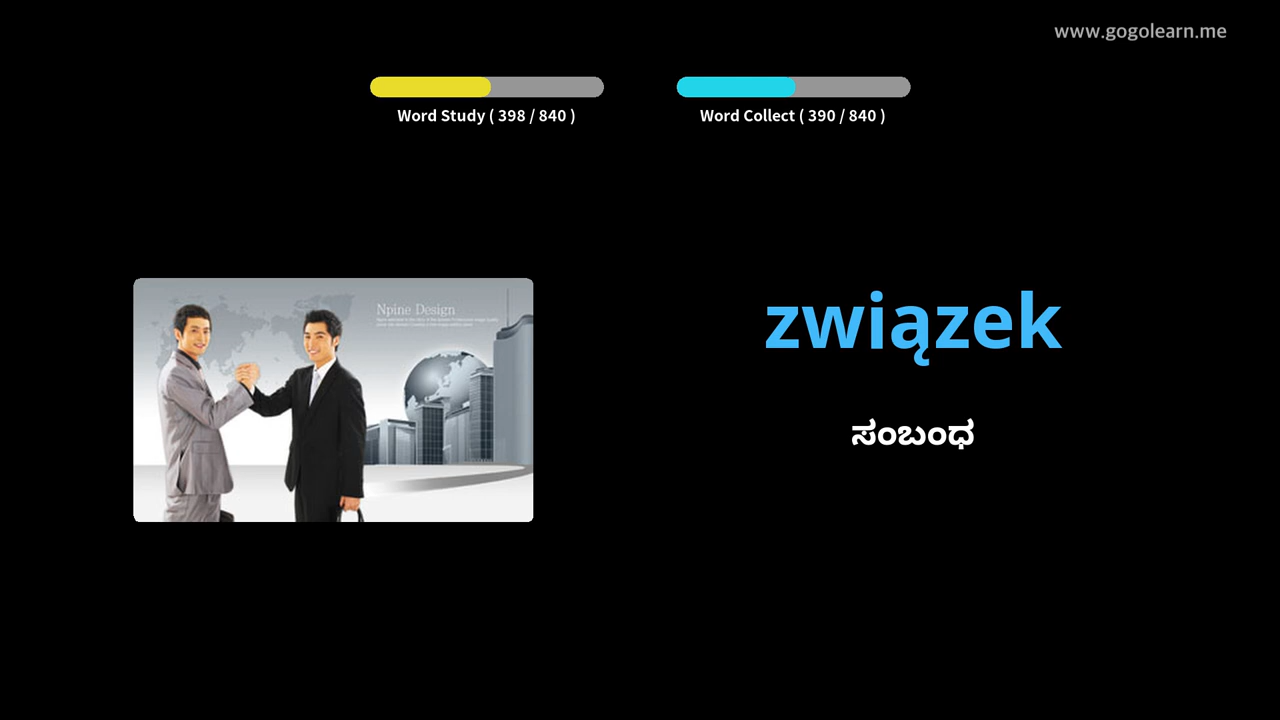 www.gogolearn.me
Word Study ( 398 / 840 )
Word Collect ( 390 / 840 )
Npine Design
związek
ಸಂಬಂಧ